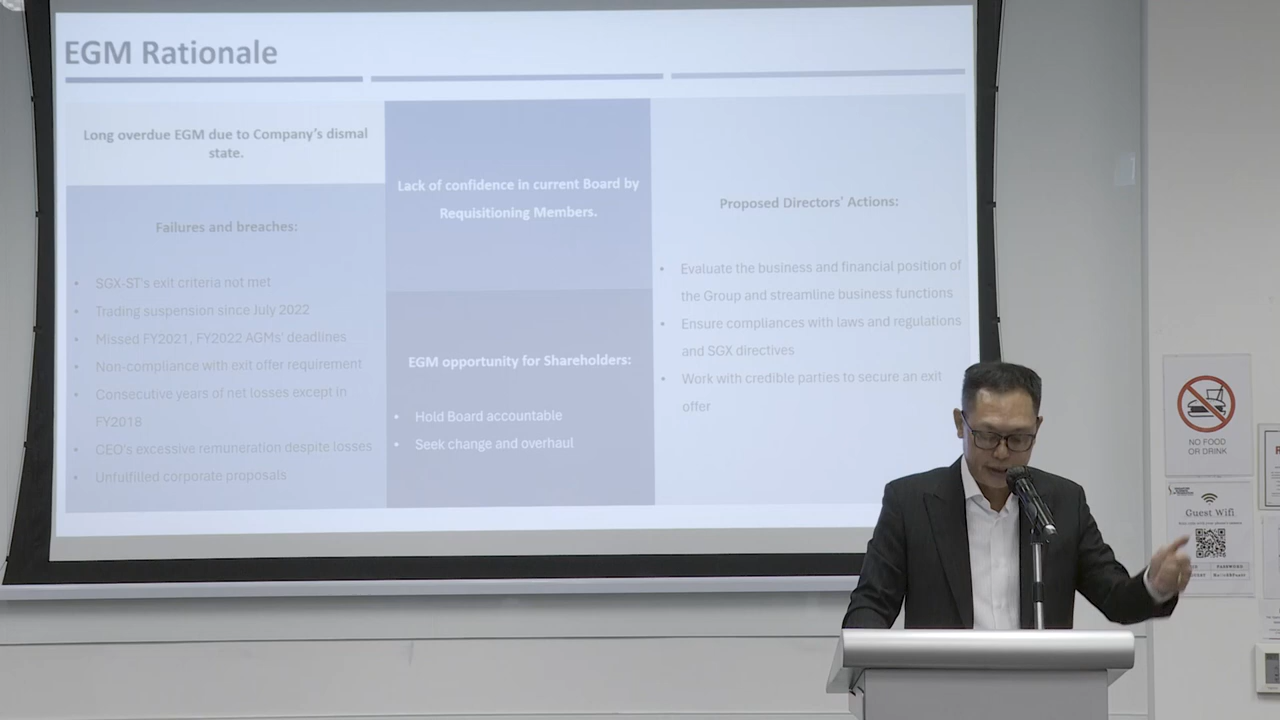 EGM Rationale
Long overdue EGM due to Company's dismal
state.
Failures and breaches:
• SGX-ST's exit criteria not met
• Trading suspension since July 2022
• Missed FY2021, FY2022 AGMs' deadlines
• Non-compliance with exit offer requirement
• Consecutive years of net losses except in
FY2018
• CEO's excessive remuneration despite losses
• Unfulfilled corporate proposals
Lack of confidence in current Board by
Requisitioning Members.
EGM opportunity for Shareholders:
• Hold Board accountable
• Seek change and overhaul
Proposed Directors' Actions:
• Evaluate the business and financial position of
the Group and streamline business functions
• Ensure compliances with laws and regulations
and SGX directives
• Work with credible parties to secure an exit
offer
NO FOOD
OR DRINK
Guest Wifi
PASSWORD